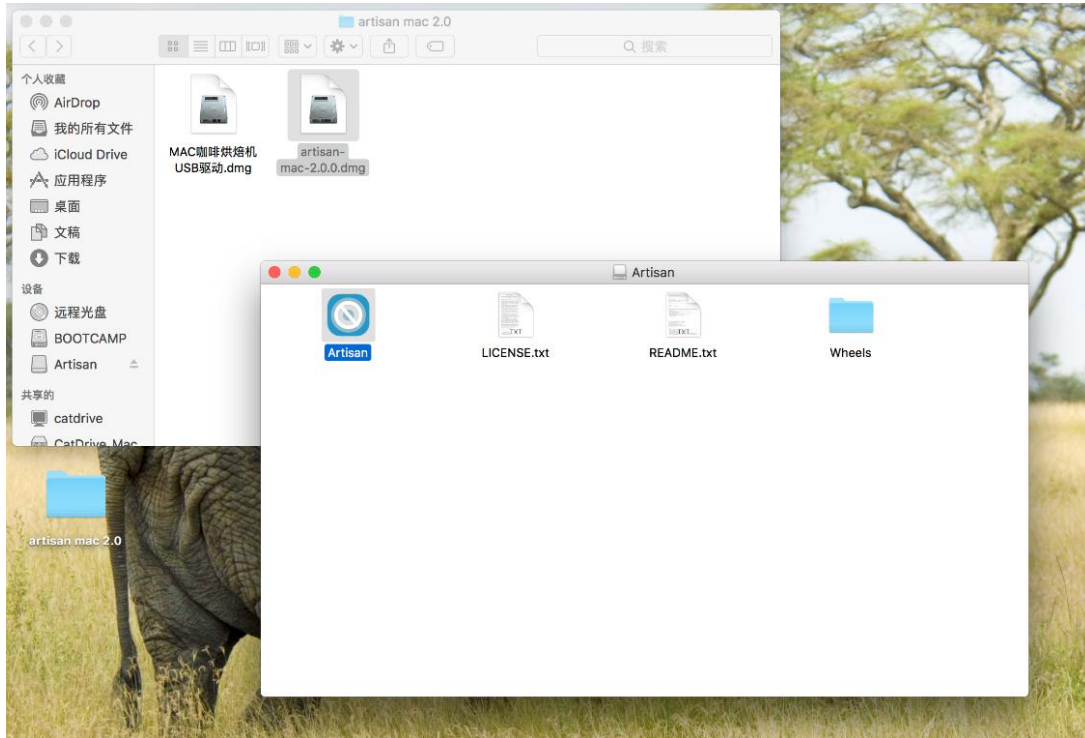 artisan mac 2.0
搜索
个人收藏
AirDrop
我的所有文件
iCloud Drive
应用程序
桌面
文稿
下载
设备
远程光盘
BOOTCAMP
Artisan
共享的
catdrive
CatDrive_Mac
MAC咖啡烘焙机
USB驱动.dmg
artisan-
mac-2.0.0.dmg
Artisan
Artisan
LICENSE.txt
README.txt
Wheels
TXT
TXT
artisan mac 2.0